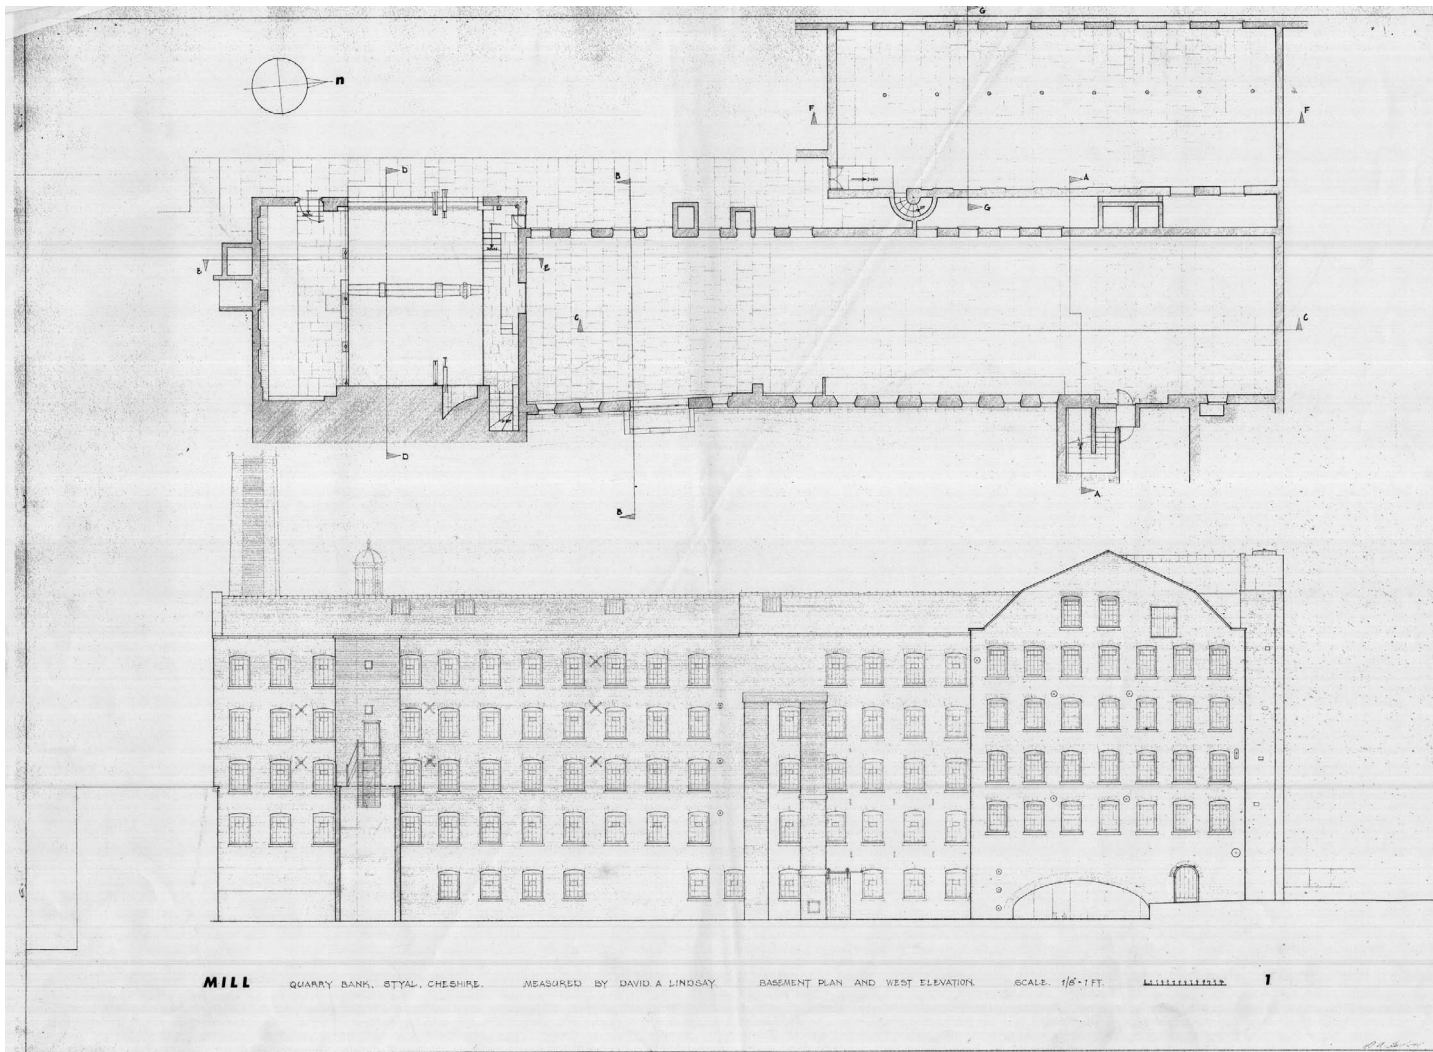 G
n
F
F
D
B
A
DOWN
G
E
E
C
C
D
A
B
MILL QUARRY BANK, STYAL, CHESHIRE. MEASURED BY DAVID A LINDSAY. BASEMENT PLAN AND WEST ELEVATION. SCALE. 1/8" = 1 FT. 1